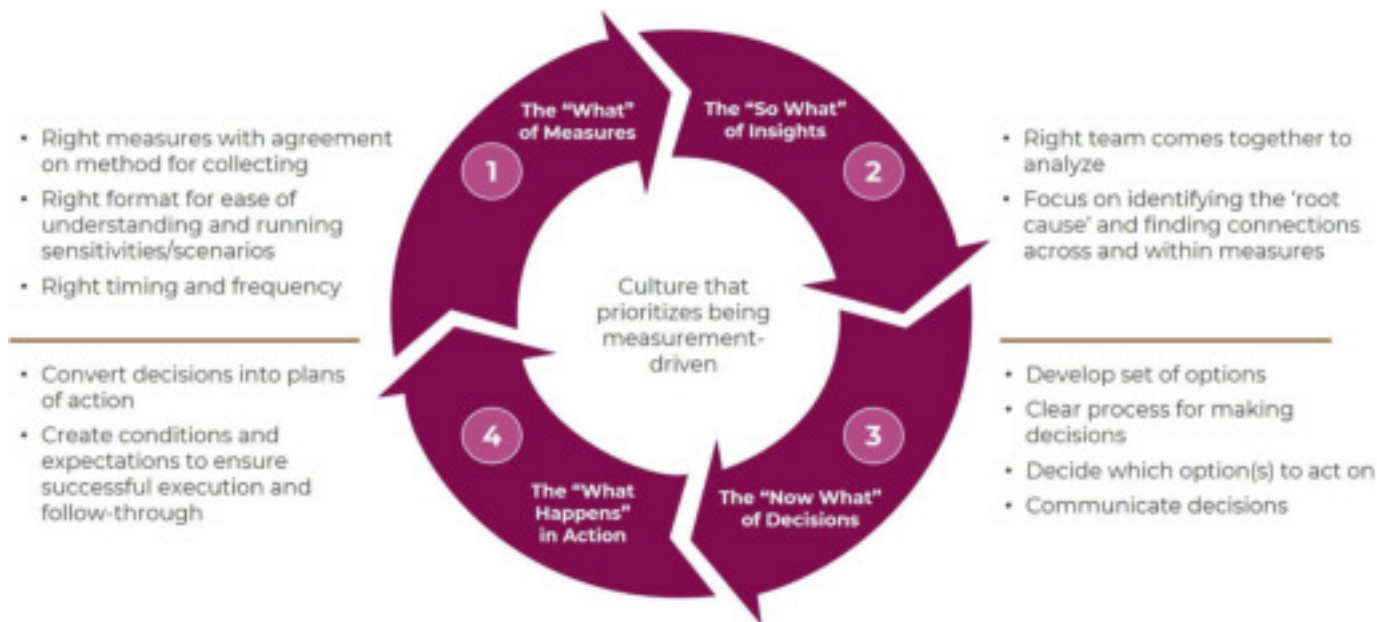 The “What”
of Measures
1
• Right measures with agreement
on method for collecting
• Right format for ease of
understanding and running
sensitivities/scenarios
• Right timing and frequency
The “So What”
of Insights
2
• Right team comes together to
analyze
• Focus on identifying the ‘root
cause’ and finding connections
across and within measures
Culture that
prioritizes being
measurement-
driven
The “Now What”
of Decisions
3
• Develop set of options
• Clear process for making
decisions
• Decide which option(s) to act on
• Communicate decisions
4
The “What
Happens”
in Action
• Convert decisions into plans
of action
• Create conditions and
expectations to ensure
successful execution and
follow-through